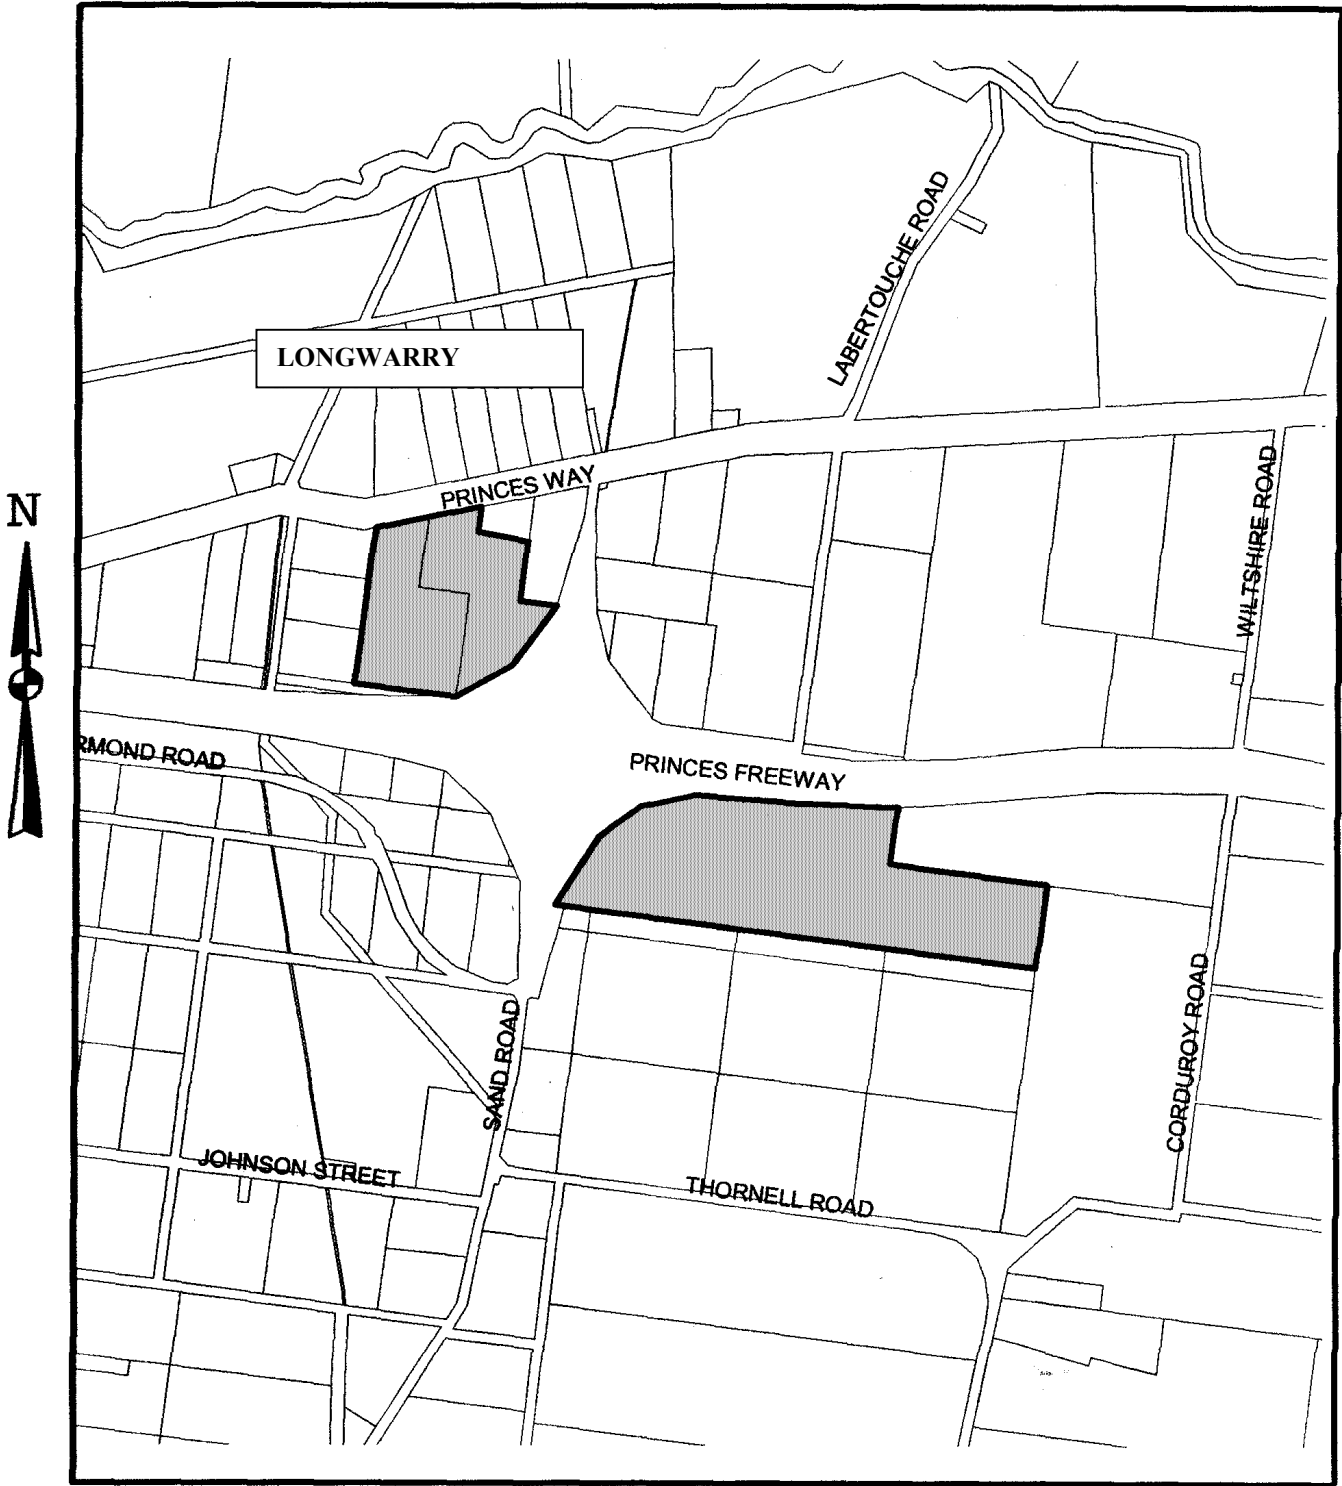 LABERTOUCHE ROAD
LONGWARRY
PRINCES WAY
WILTSHIRE ROAD
N
RMOND ROAD
PRINCES FREEWAY
SAND ROAD
CORDUROY ROAD
JOHNSON STREET
THORNELL ROAD